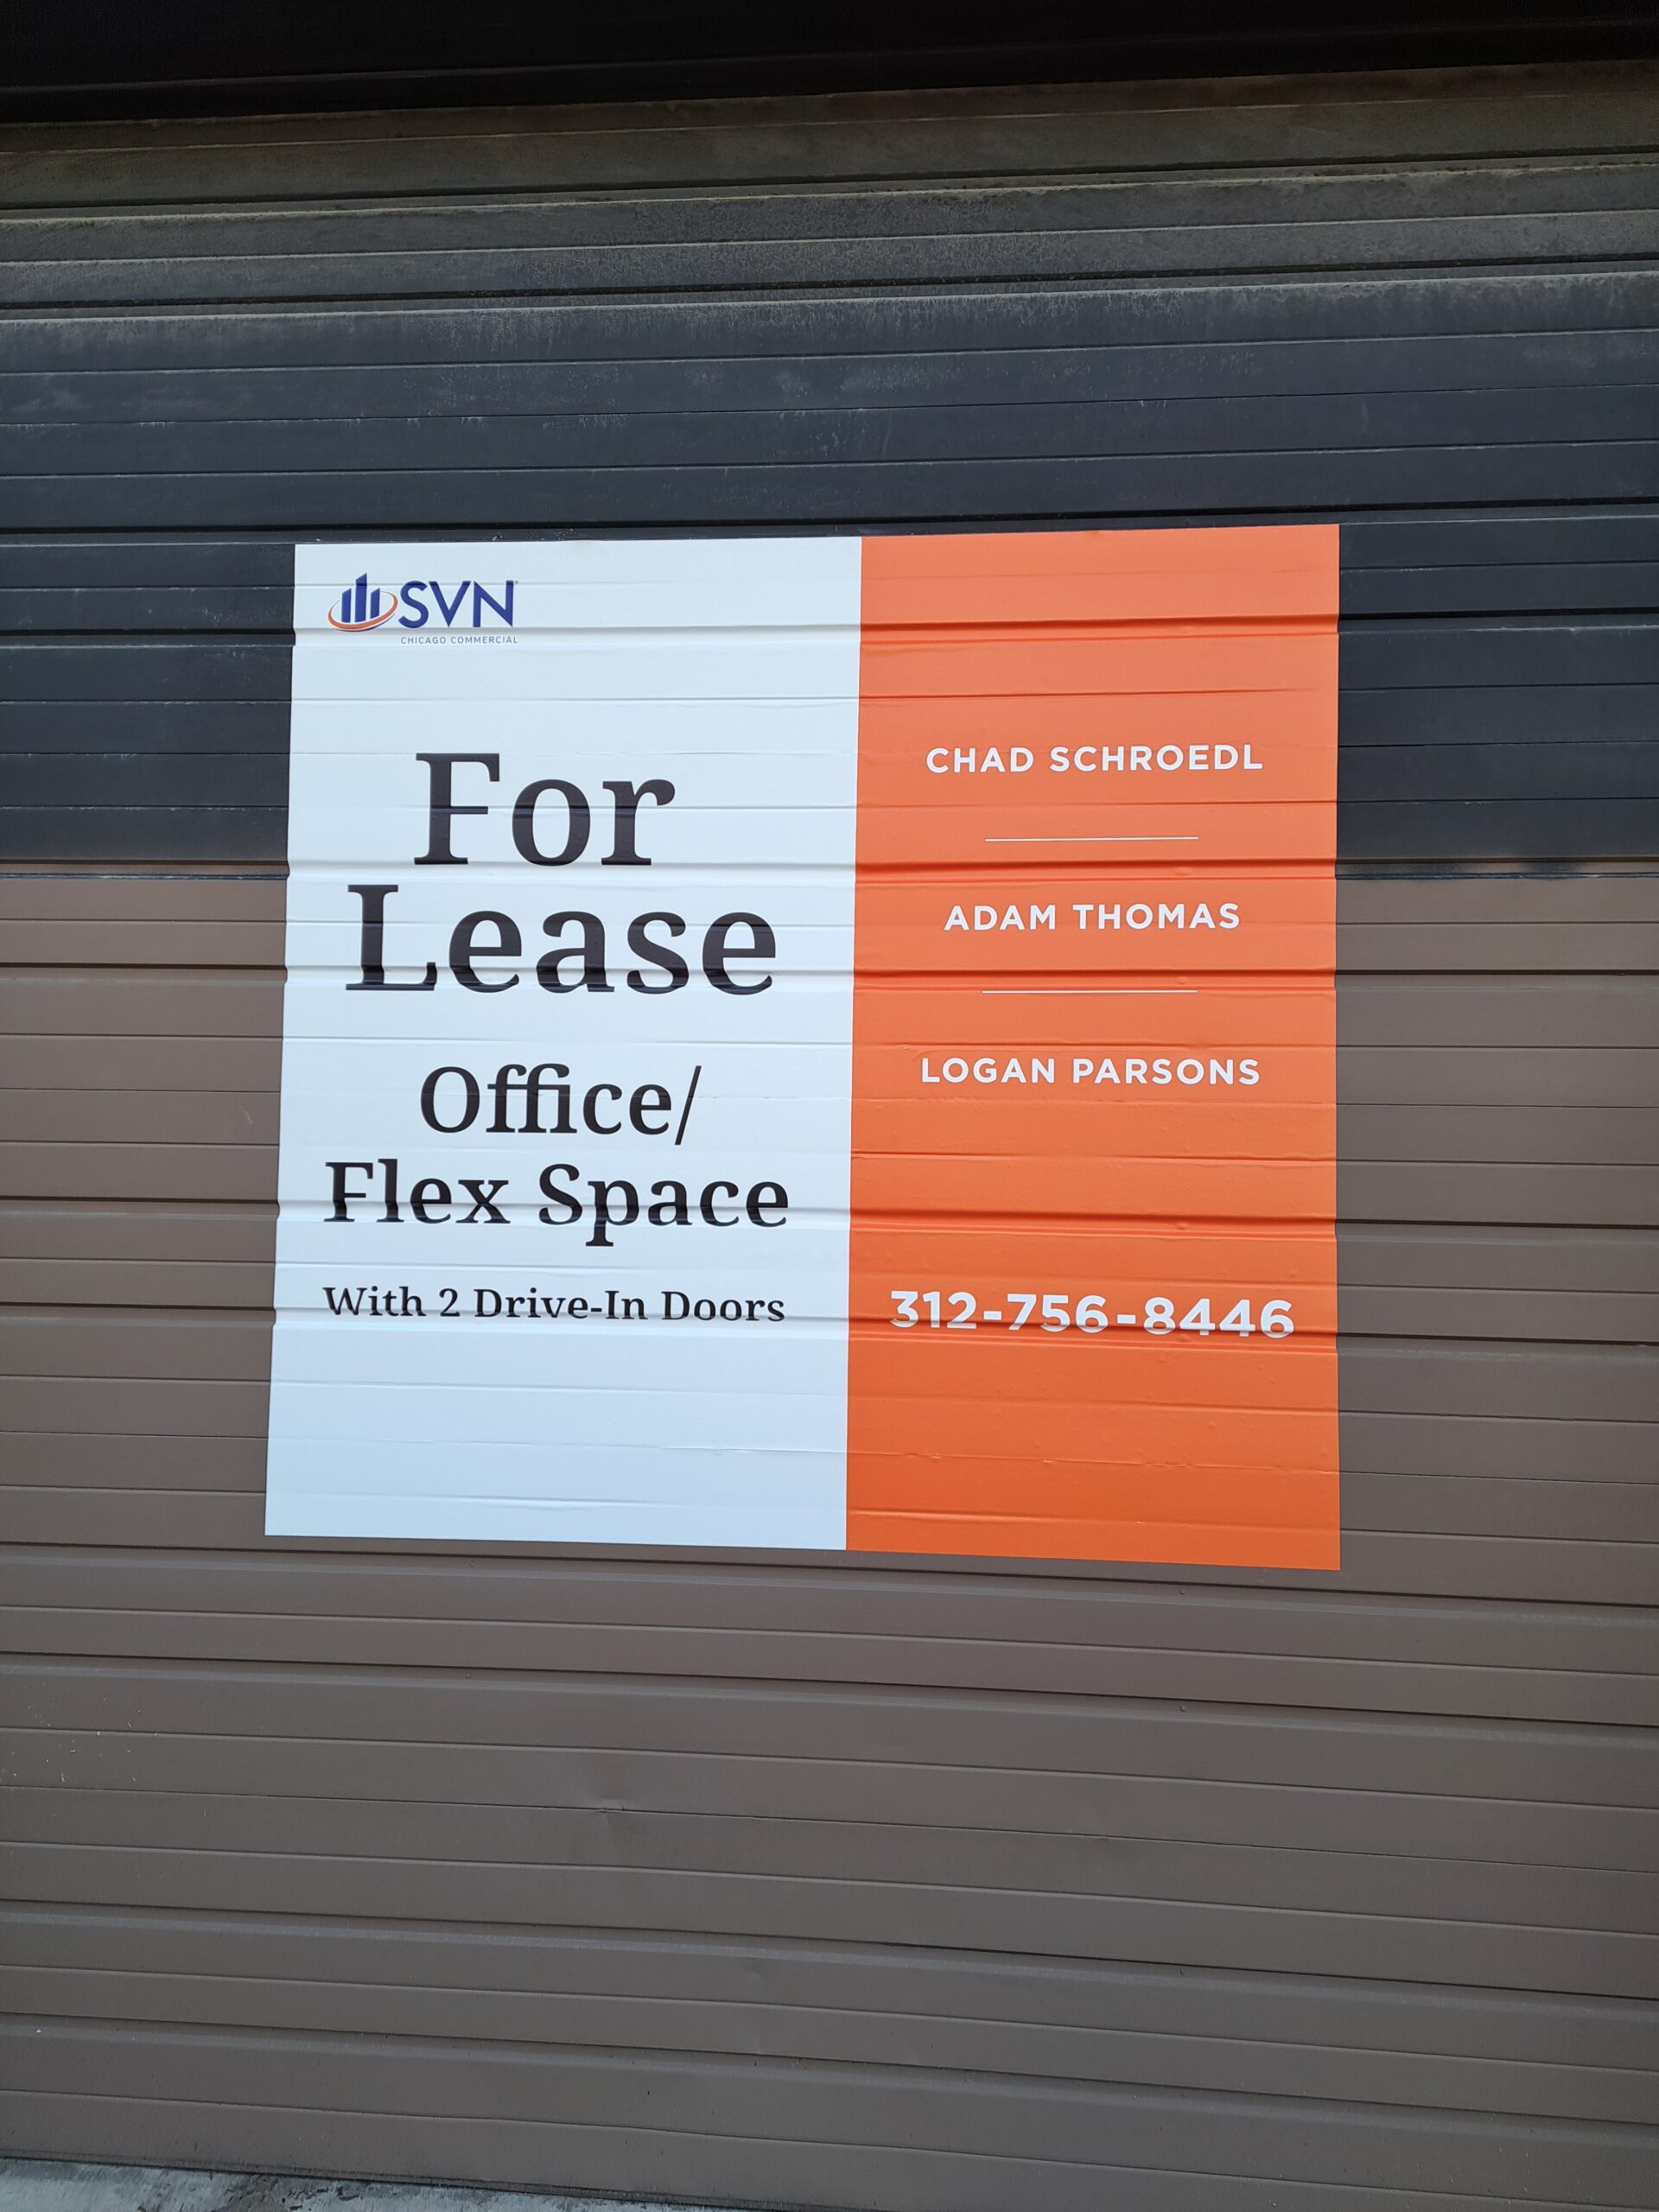 SVN
CHICAGO COMMERCIAL
For
Lease
Office/
Flex Space
With 2 Drive-In Doors
CHAD SCHROEDL
ADAM THOMAS
LOGAN PARSONS
312-756-8446